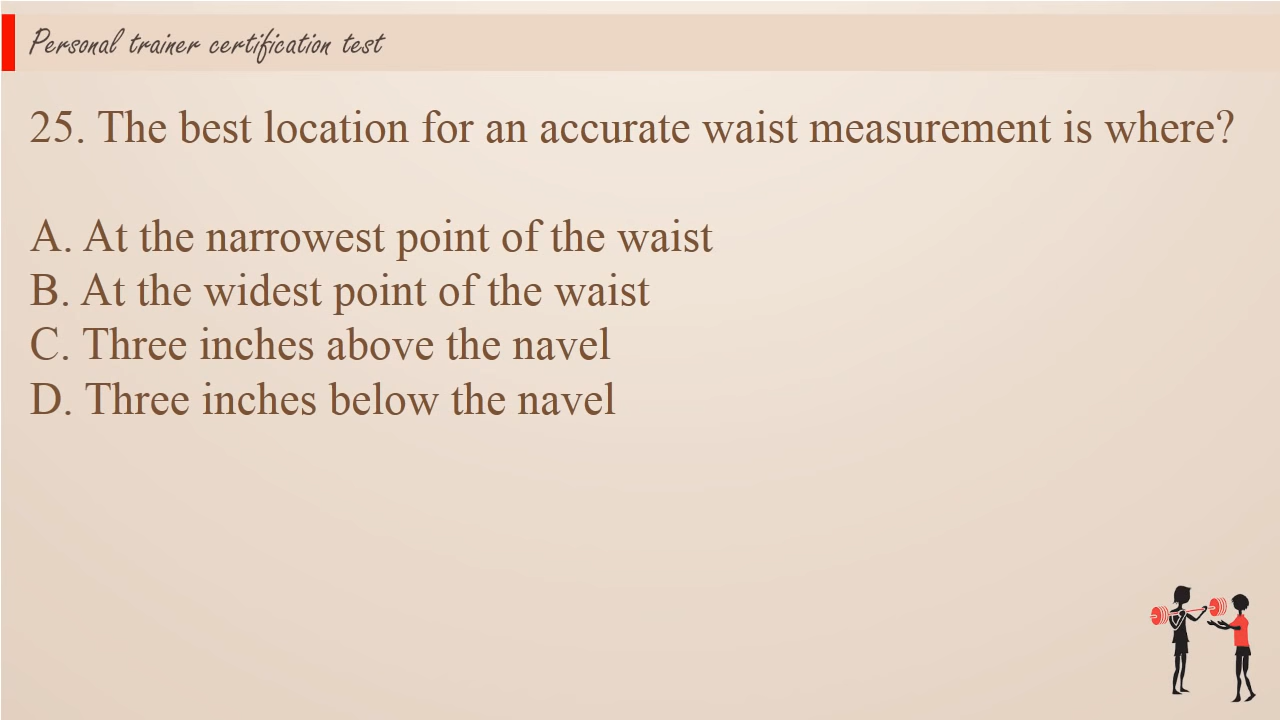 Personal trainer certification test
25. The best location for an accurate waist measurement is where?
A. At the narrowest point of the waist
B. At the widest point of the waist
C. Three inches above the navel
D. Three inches below the navel